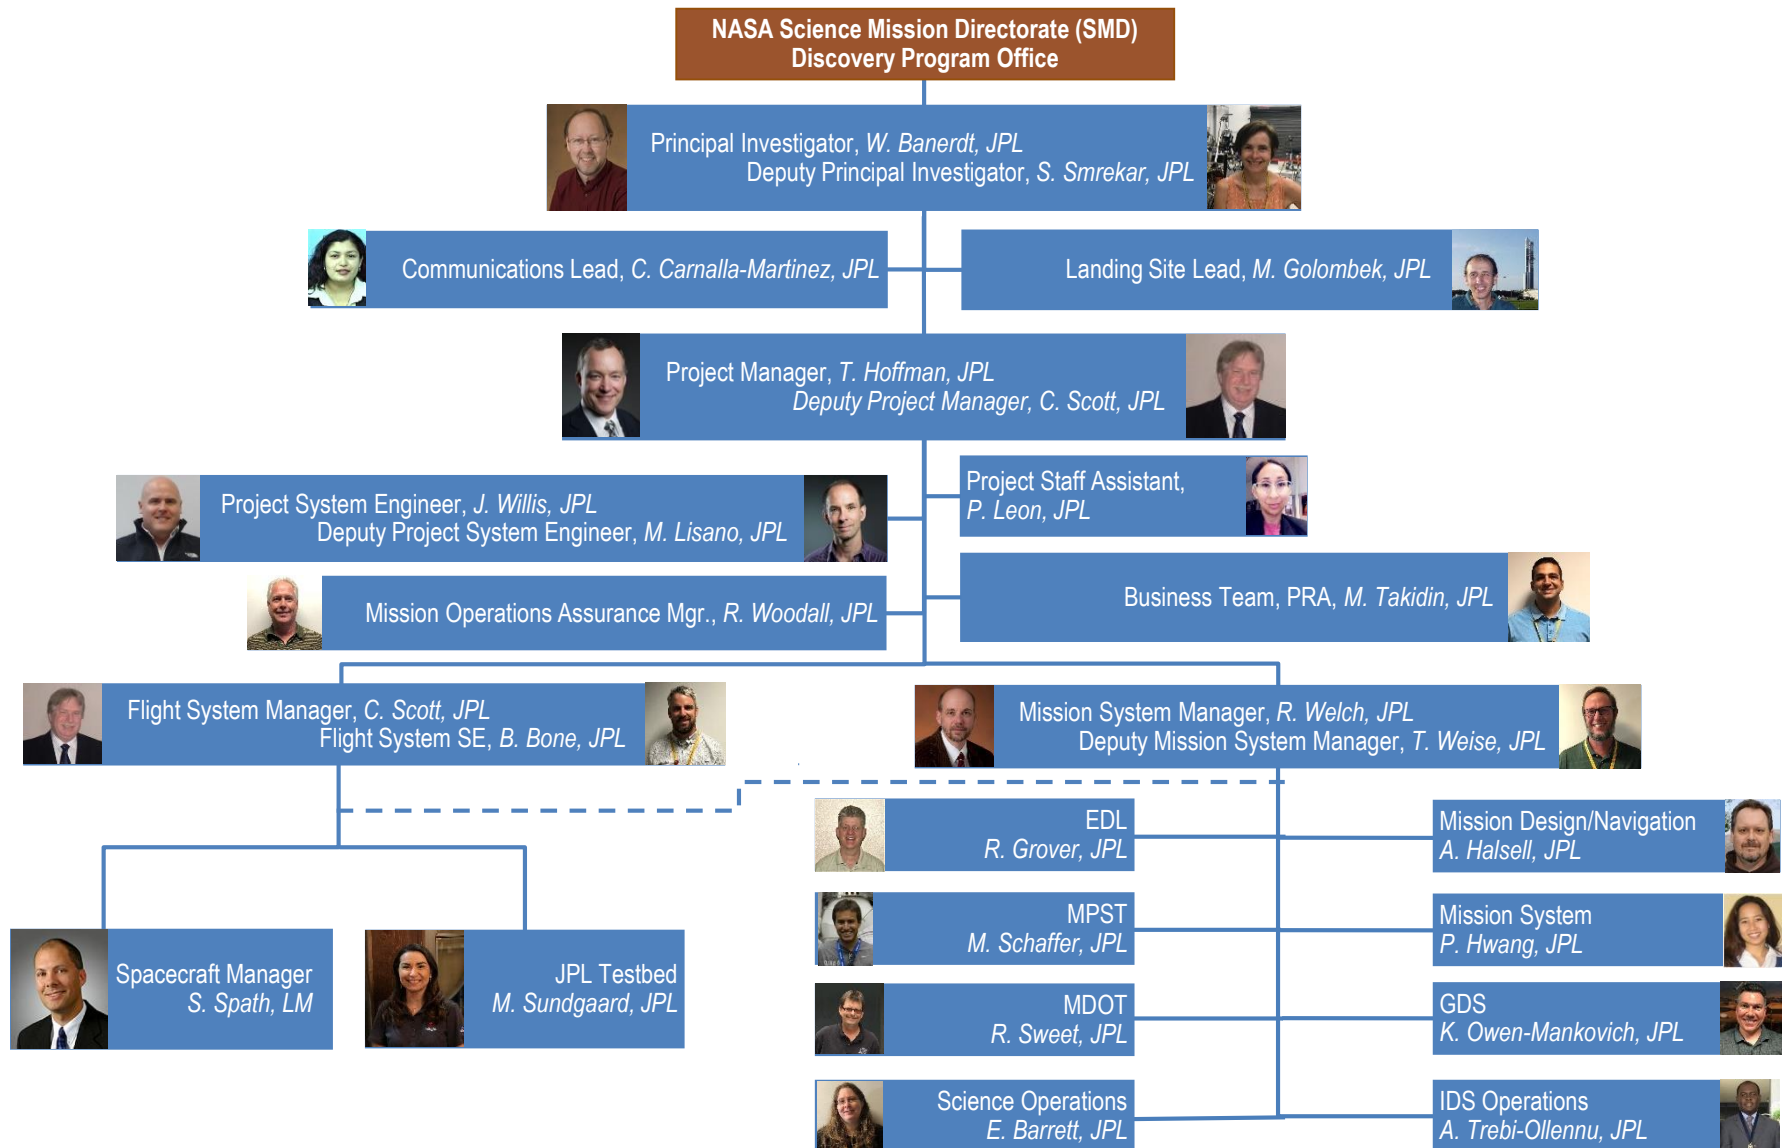 NASA Science Mission Directorate (SMD)
Discovery Program Office
Principal Investigator, W. Banerdt, JPL
Deputy Principal Investigator, S. Smrekar, JPL
Communications Lead, C. Carnalla-Martinez, JPL
Landing Site Lead, M. Golombek, JPL
Project Manager, T. Hoffman, JPL
Deputy Project Manager, C. Scott, JPL
Project System Engineer, J. Willis, JPL
Deputy Project System Engineer, M. Lisano, JPL
Project Staff Assistant,
P. Leon, JPL
Mission Operations Assurance Mgr., R. Woodall, JPL
Business Team, PRA, M. Takidin, JPL
Flight System Manager, C. Scott, JPL
Flight System SE, B. Bone, JPL
Mission System Manager, R. Welch, JPL
Deputy Mission System Manager, T. Weise, JPL
EDL
R. Grover, JPL
Mission Design/Navigation
A. Halsell, JPL
MPST
M. Schaffer, JPL
Mission System
P. Hwang, JPL
Spacecraft Manager
S. Spath, LM
JPL Testbed
M. Sundgaard, JPL
MDOT
R. Sweet, JPL
GDS
K. Owen-Mankovich, JPL
Science Operations
E. Barrett, JPL
IDS Operations
A. Trebi-Ollennu, JPL